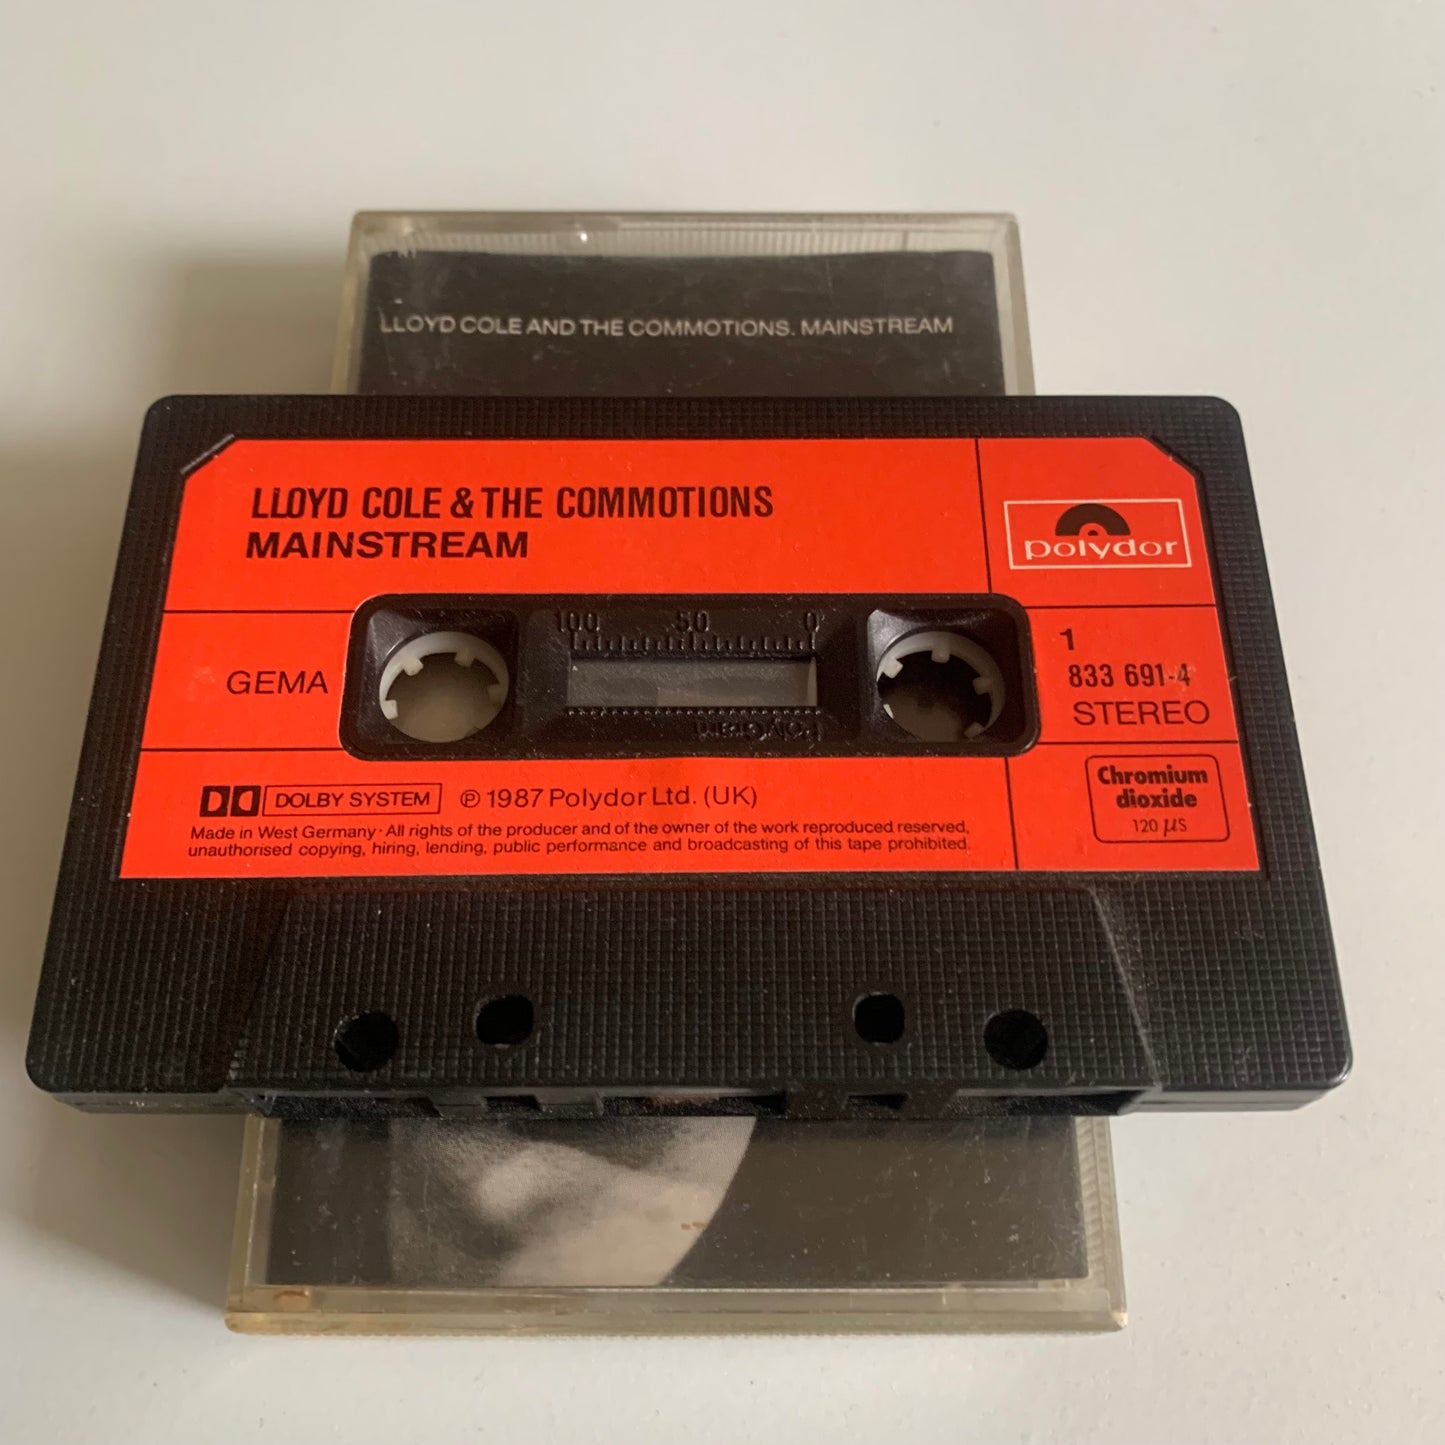 LLOYD COLE AND THE COMMOTIONS. MAINSTREAM
LLOYD COLE & THE COMMOTIONS
MAINSTREAM
polydor
100 50 0
GEMA
1
833 691-4
STEREO
PolyGram
DOLBY SYSTEM ℗ 1987 Polydor Ltd. (UK)
Chromium
dioxide
120 µS
Made in West Germany · All rights of the producer and of the owner of the work reproduced reserved,
unauthorised copying, hiring, lending, public performance and broadcasting of this tape prohibited.